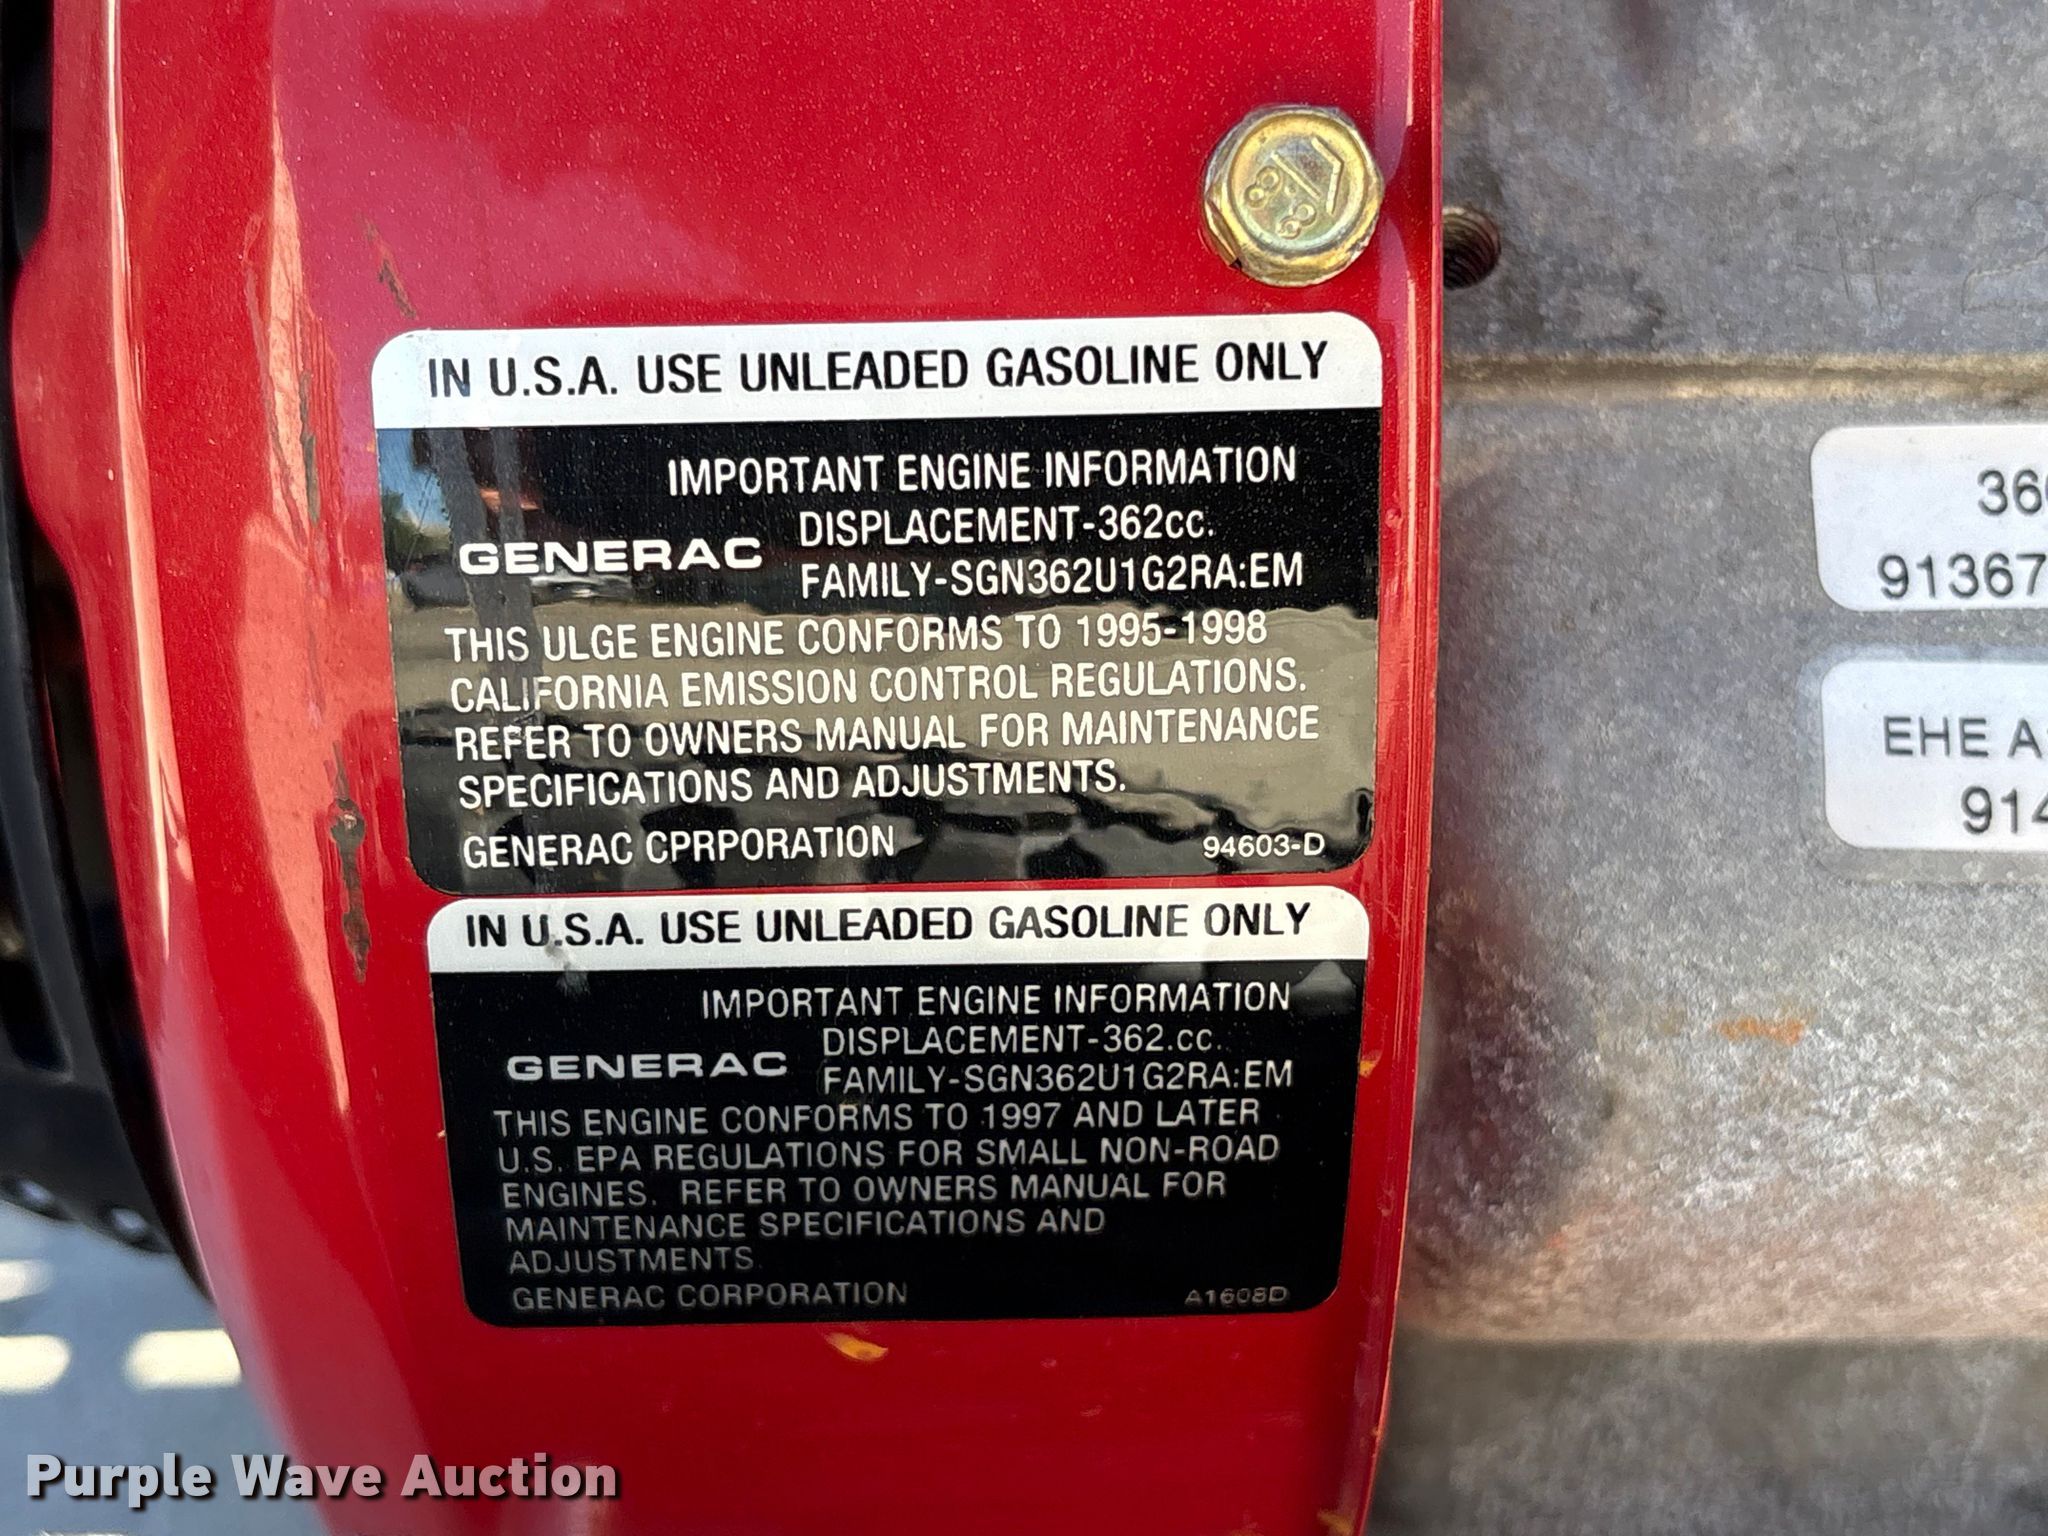 8.8
IN U.S.A. USE UNLEADED GASOLINE ONLY
IMPORTANT ENGINE INFORMATION
DISPLACEMENT-362cc.
GENERAC
FAMILY-SGN362U1G2RA:EM
THIS ULGE ENGINE CONFORMS TO 1995-1998
CALIFORNIA EMISSION CONTROL REGULATIONS.
REFER TO OWNERS MANUAL FOR MAINTENANCE
SPECIFICATIONS AND ADJUSTMENTS.
GENERAC CPRPORATION 94603-D
IN U.S.A. USE UNLEADED GASOLINE ONLY
IMPORTANT ENGINE INFORMATION
DISPLACEMENT-362.cc.
GENERAC
FAMILY-SGN362U1G2RA:EM
THIS ENGINE CONFORMS TO 1997 AND LATER
U.S. EPA REGULATIONS FOR SMALL NON-ROAD
ENGINES. REFER TO OWNERS MANUAL FOR
MAINTENANCE SPECIFICATIONS AND
ADJUSTMENTS.
GENERAC CORPORATION A1608D
36
91367
EHE A
914
Purple Wave Auction